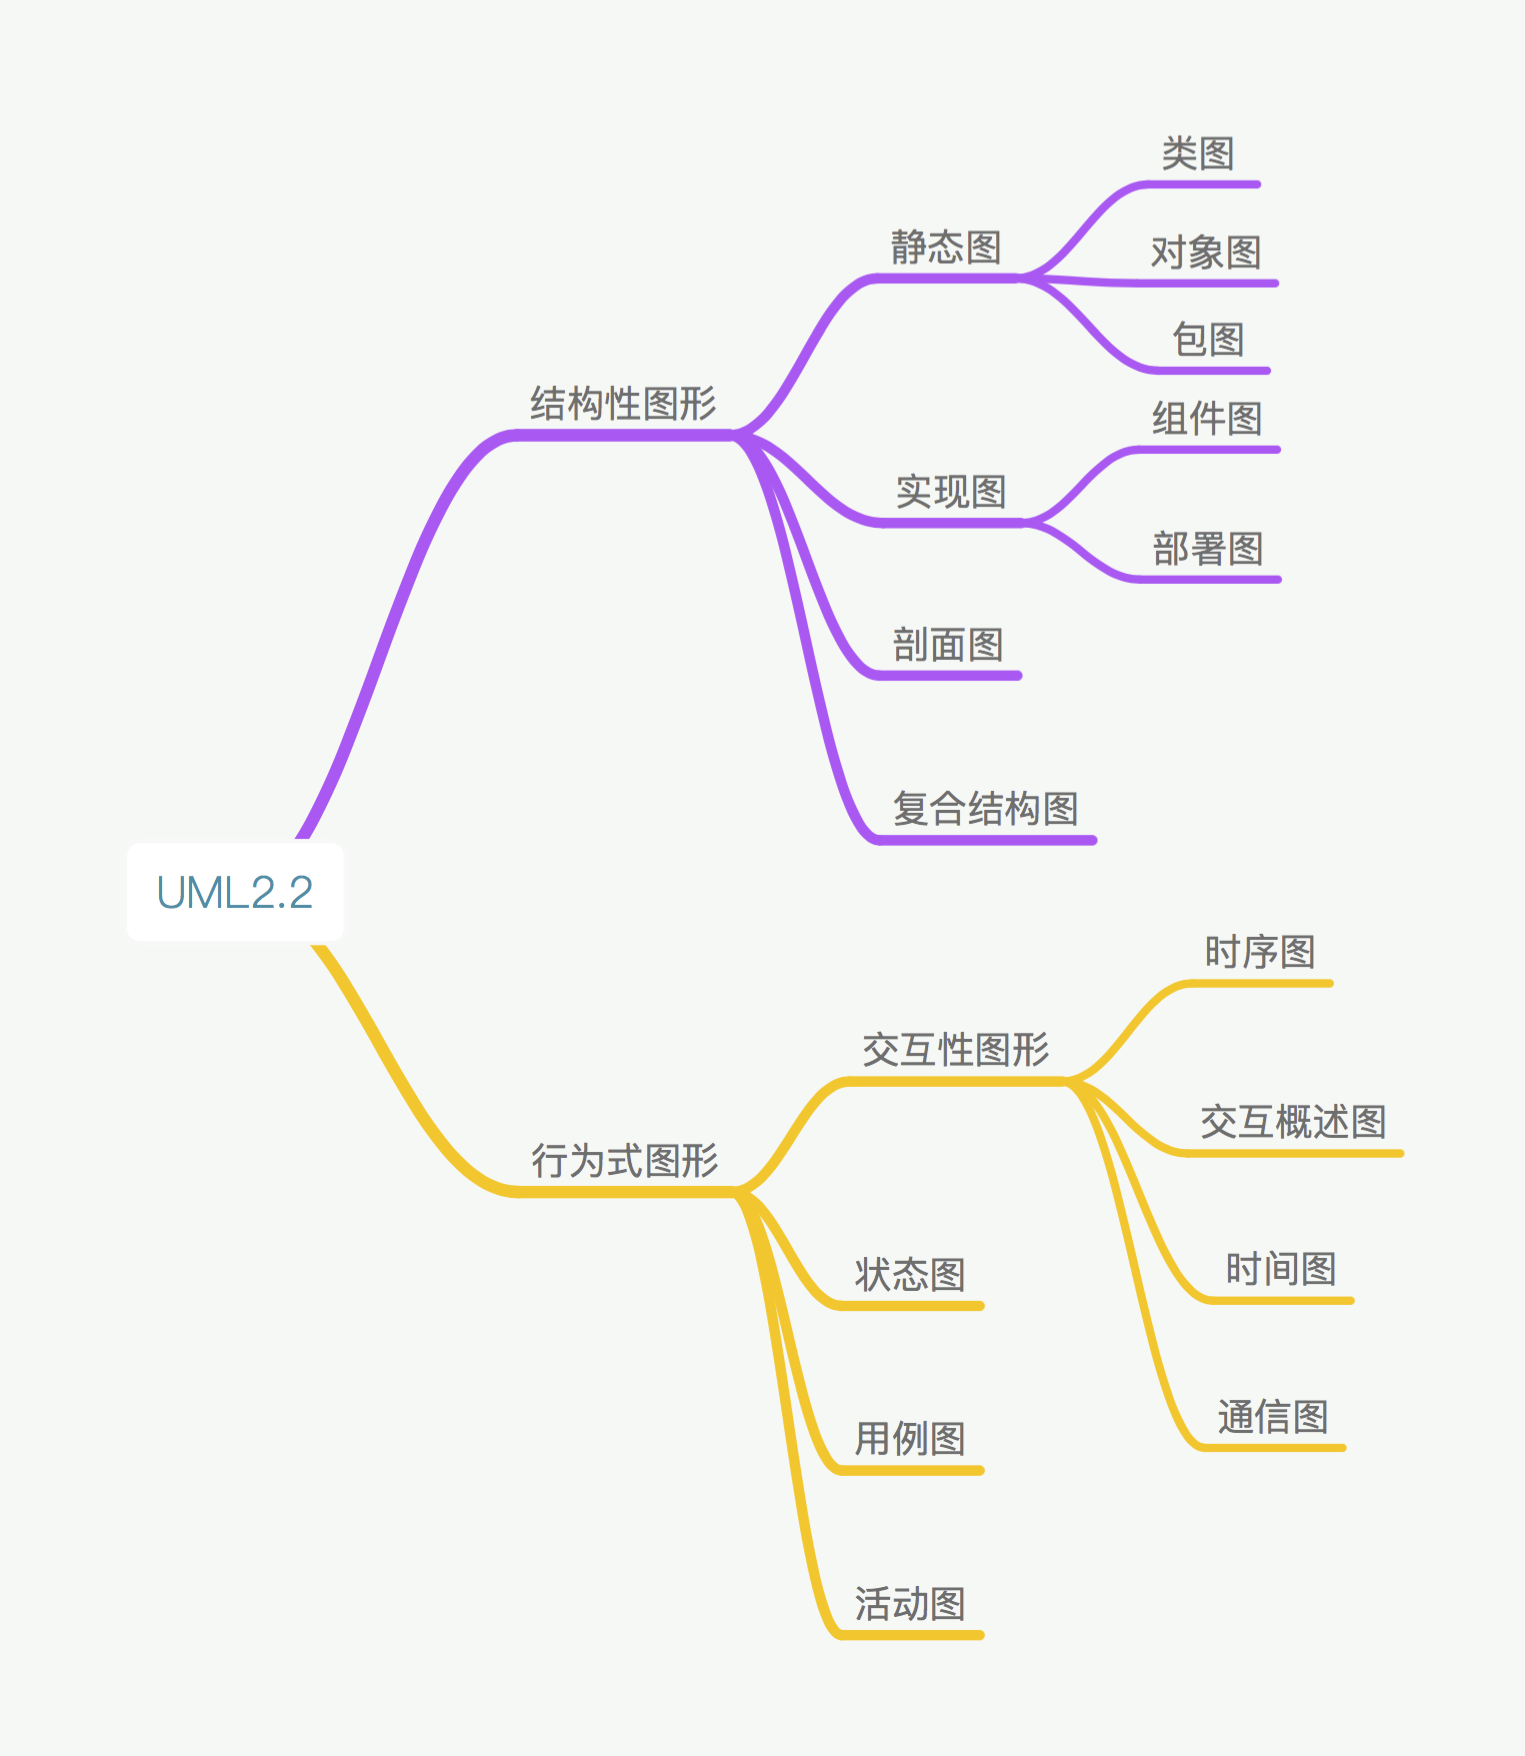 UML2.2
结构性图形
静态图
类图
对象图
包图
实现图
组件图
部署图
剖面图
复合结构图
行为式图形
交互性图形
时序图
交互概述图
时间图
通信图
状态图
用例图
活动图